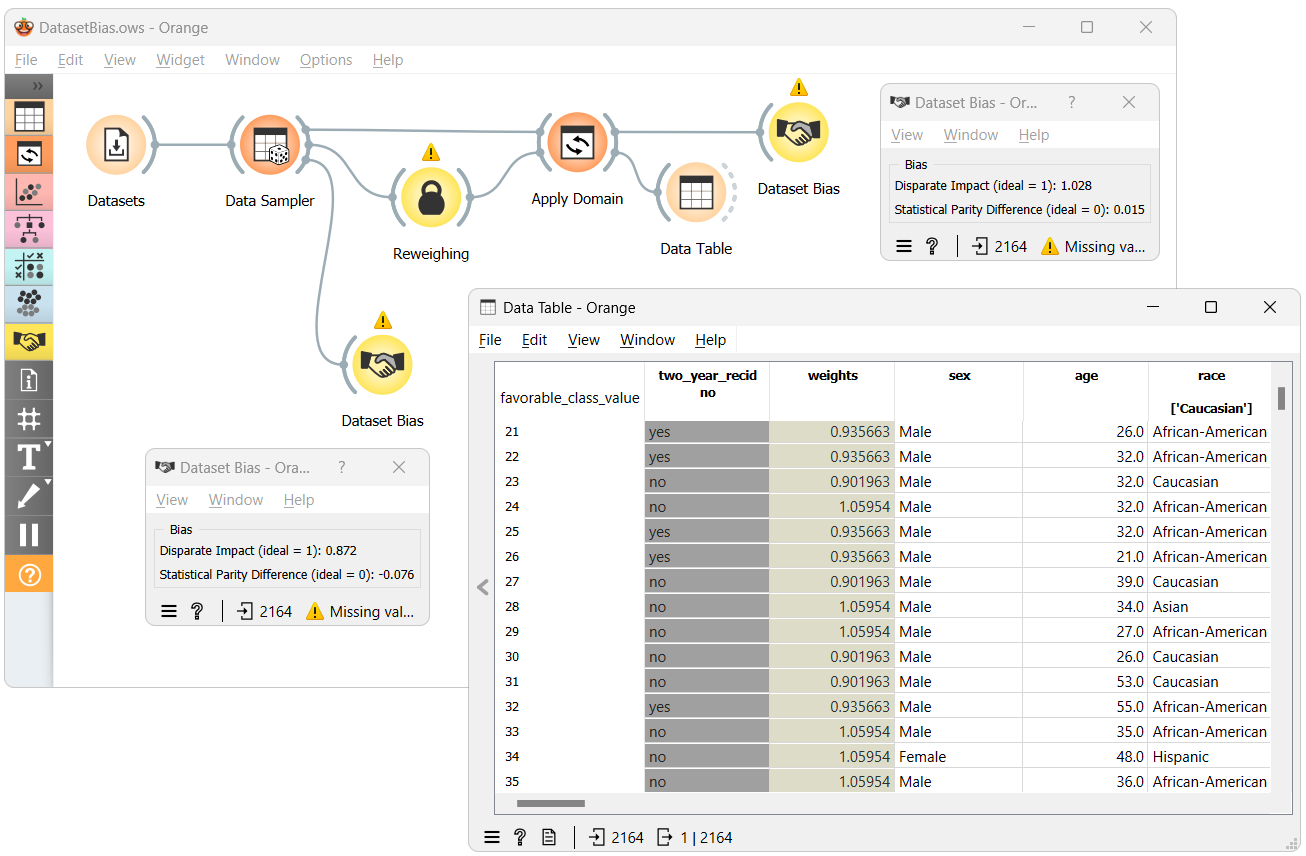 DatasetBias.ows - Orange
File Edit View Widget Window Options Help
Datasets
Data Sampler
Reweighing
Apply Domain
Data Table
Dataset Bias
Dataset Bias
Dataset Bias - Or... ?
View Window Help
Bias
Disparate Impact (ideal = 1): 1.028
Statistical Parity Difference (ideal = 0): 0.015
2164 Missing va...
Dataset Bias - Ora... ?
View Window Help
Bias
Disparate Impact (ideal = 1): 0.872
Statistical Parity Difference (ideal = 0): -0.076
2164 Missing val...
Data Table - Orange
File Edit View Window Help
two_year_recid weights sex age race
favorable_class_value no ['Caucasian']
21 yes 0.935663 Male 26.0 African-American
22 yes 0.935663 Male 32.0 African-American
23 no 0.901963 Male 32.0 Caucasian
24 no 1.05954 Male 32.0 African-American
25 yes 0.935663 Male 32.0 African-American
26 yes 0.935663 Male 21.0 African-American
27 no 0.901963 Male 39.0 Caucasian
28 no 1.05954 Male 34.0 Asian
29 no 1.05954 Male 27.0 African-American
30 no 0.901963 Male 26.0 Caucasian
31 no 0.901963 Male 53.0 Caucasian
32 yes 0.935663 Male 55.0 African-American
33 no 1.05954 Male 35.0 African-American
34 no 1.05954 Female 48.0 Hispanic
35 no 1.05954 Male 36.0 African-American
2164 1 | 2164